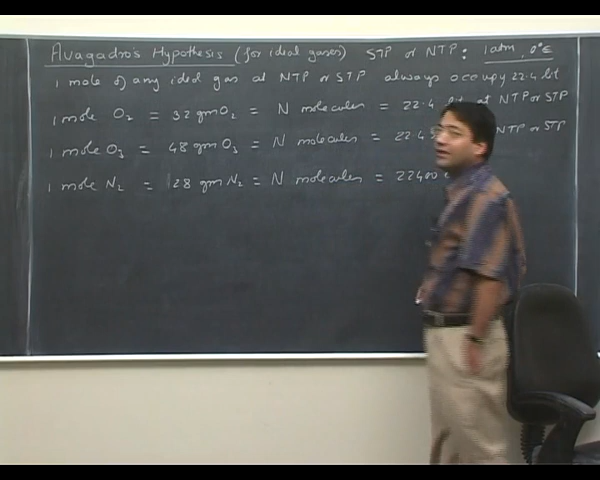 Avagadro's Hypothesis (for ideal gases) STP or NTP: 1 atm, 0°C
1 mole of any ideal gas at NTP or STP always occupy 22.4 lit
1 mole O₂ = 32 gm O₂ = N molecules = 22.4 lit at NTP or STP
1 mole O₃ = 48 gm O₃ = N molecules = 22.4 NTP or STP
1 mole N₂ = 28 gm N₂ = N molecules = 22400